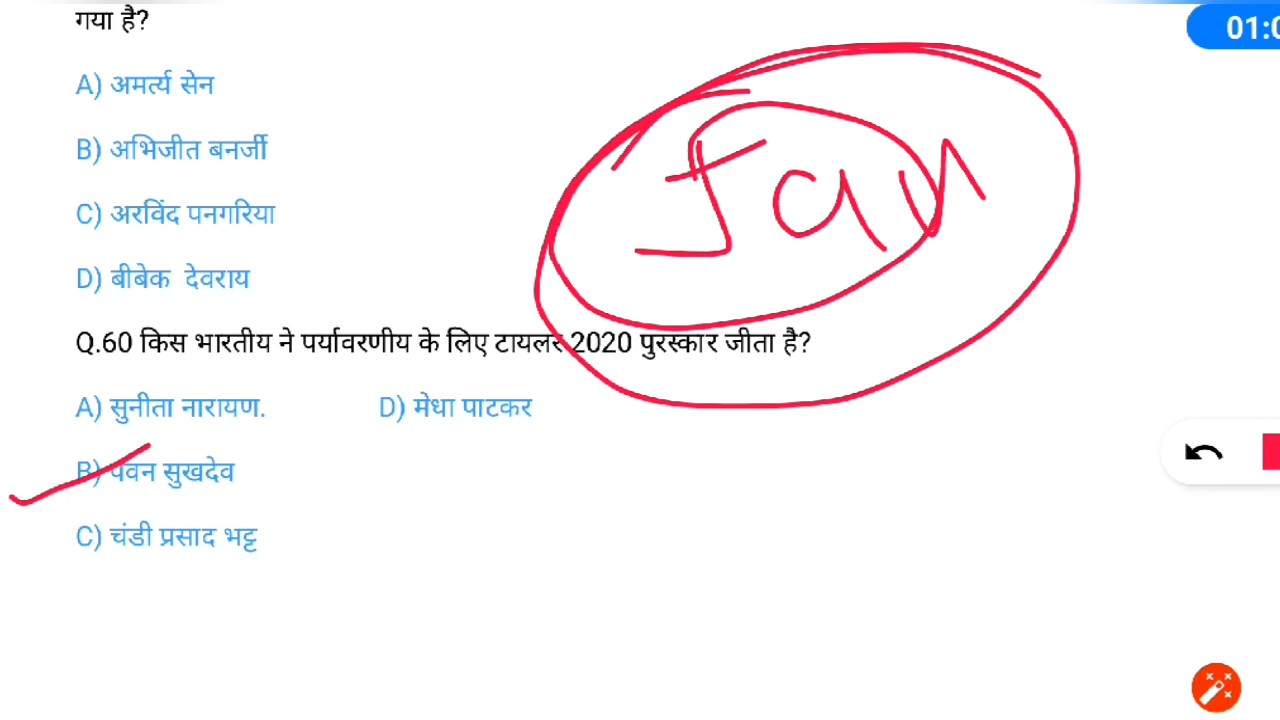 गया है?
01:0
A) अमर्त्य सेन
B) अभिजीत बनर्जी
C) अरविंद पनगरिया
D) बीबेक देवराय
Jan
Q.60 किस भारतीय ने पर्यावरणीय के लिए टायलर 2020 पुरस्कार जीता है?
A) सुनीता नारायण. D) मेधा पाटकर
B) पवन सुखदेव
C) चंडी प्रसाद भट्ट